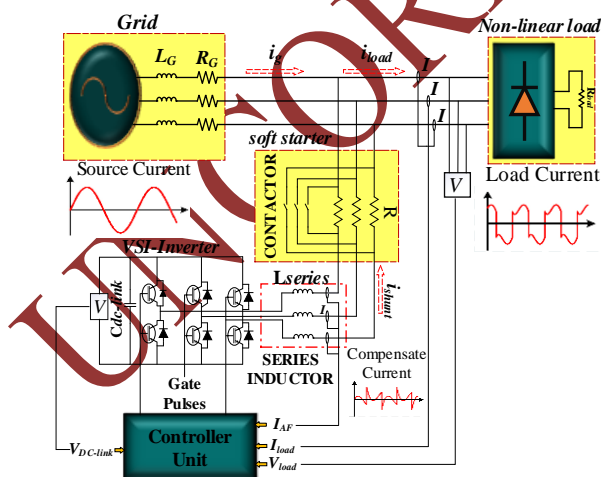 Grid
L_G R_G
i_g
i_load
Non-linear load
I
I
I
R_load
Source Current
soft starter
CONTACTOR
R
V
Load Current
VSI-Inverter
V
Cdc-link
Lseries
I
i_shunt
SERIES
INDUCTOR
Compensate
Current
Gate
Pulses
Controller
Unit
V_DC-link
I_AF
I_load
V_load